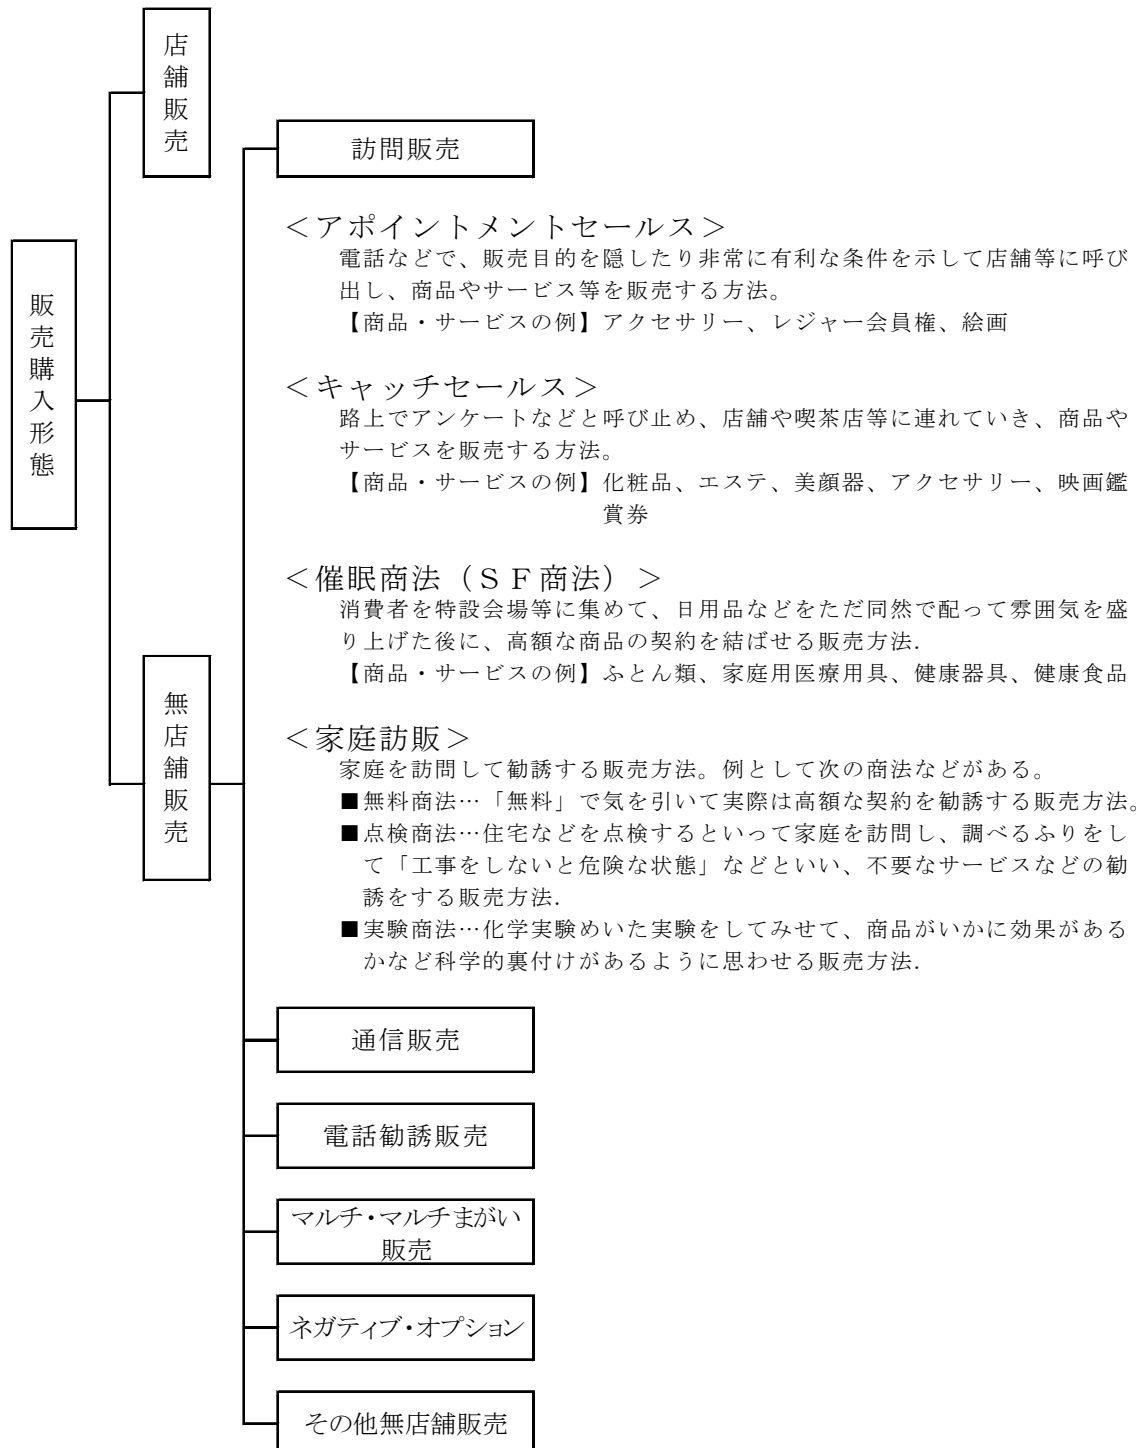 販売購入形態
店舗販売
無店舗販売
訪問販売
＜アポイントメントセールス＞
電話などで、販売目的を隠したり非常に有利な条件を示して店舗等に呼び
出し、商品やサービス等を販売する方法。
【商品・サービスの例】アクセサリー、レジャー会員権、絵画
＜キャッチセールス＞
路上でアンケートなどと呼び止め、店舗や喫茶店等に連れていき、商品や
サービスを販売する方法。
【商品・サービスの例】化粧品、エステ、美顔器、アクセサリー、映画鑑
賞券
＜催眠商法（ＳＦ商法）＞
消費者を特設会場等に集めて、日用品などをただ同然で配って雰囲気を盛
り上げた後に、高額な商品の契約を結ばせる販売方法.
【商品・サービスの例】ふとん類、家庭用医療用具、健康器具、健康食品
＜家庭訪販＞
家庭を訪問して勧誘する販売方法。例として次の商法などがある。
■無料商法…「無料」で気を引いて実際は高額な契約を勧誘する販売方法。
■点検商法…住宅などを点検するといって家庭を訪問し、調べるふりをし
て「工事をしないと危険な状態」などといい、不要なサービスなどの勧
誘をする販売方法.
■実験商法…化学実験めいた実験をしてみせて、商品がいかに効果がある
かなど科学的裏付けがあるように思わせる販売方法.
通信販売
電話勧誘販売
マルチ・マルチまがい
販売
ネガティブ・オプション
その他無店舗販売